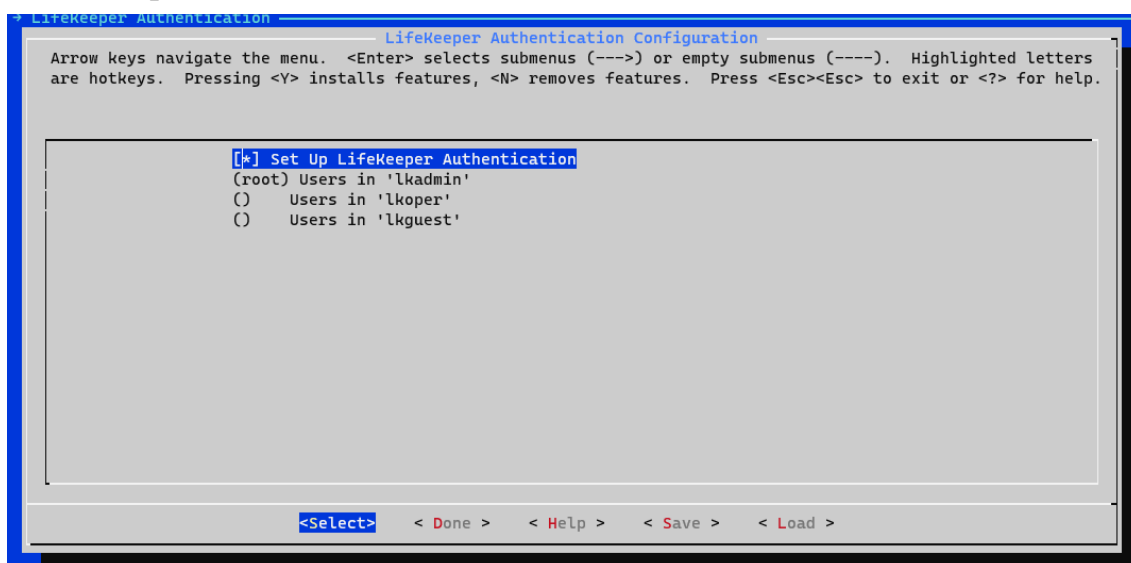 → LifeKeeper Authentication
LifeKeeper Authentication Configuration
Arrow keys navigate the menu.  <Enter> selects submenus (--->) or empty submenus (----).  Highlighted letters
are hotkeys.  Pressing <Y> installs features, <N> removes features.  Press <Esc><Esc> to exit or <?> for help.
[*] Set Up LifeKeeper Authentication
(root) Users in 'lkadmin'
()    Users in 'lkoper'
()    Users in 'lkguest'
<Select>    < Done >    < Help >    < Save >    < Load >